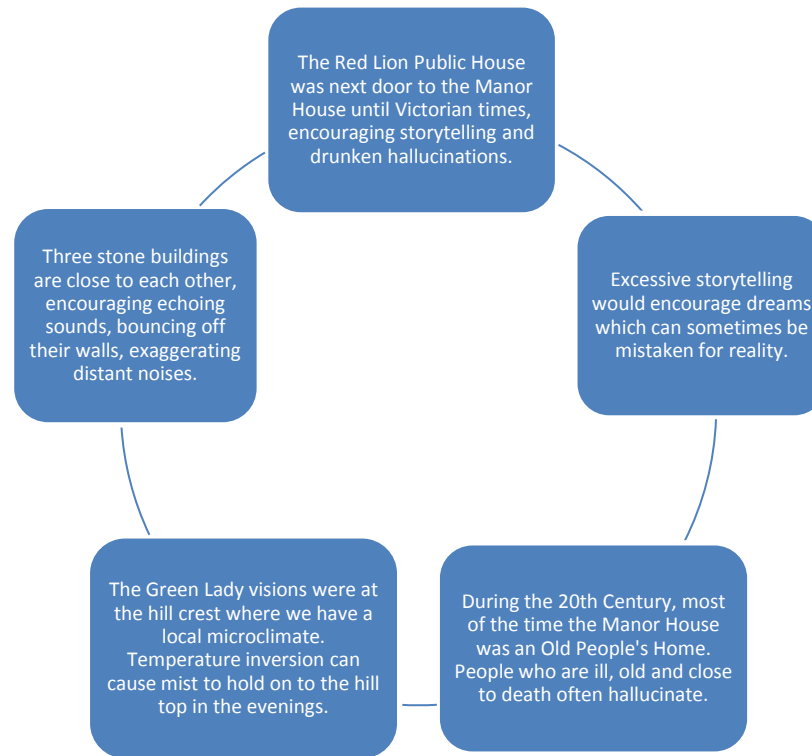 The Red Lion Public House
was next door to the Manor
House until Victorian times,
encouraging storytelling and
drunken hallucinations.
Excessive storytelling
would encourage dreams
which can sometimes be
mistaken for reality.
During the 20th Century, most
of the time the Manor House
was an Old People's Home.
People who are ill, old and close
to death often hallucinate.
The Green Lady visions were at
the hill crest where we have a
local microclimate.
Temperature inversion can
cause mist to hold on to the hill
top in the evenings.
Three stone buildings
are close to each other,
encouraging echoing
sounds, bouncing off
their walls, exaggerating
distant noises.